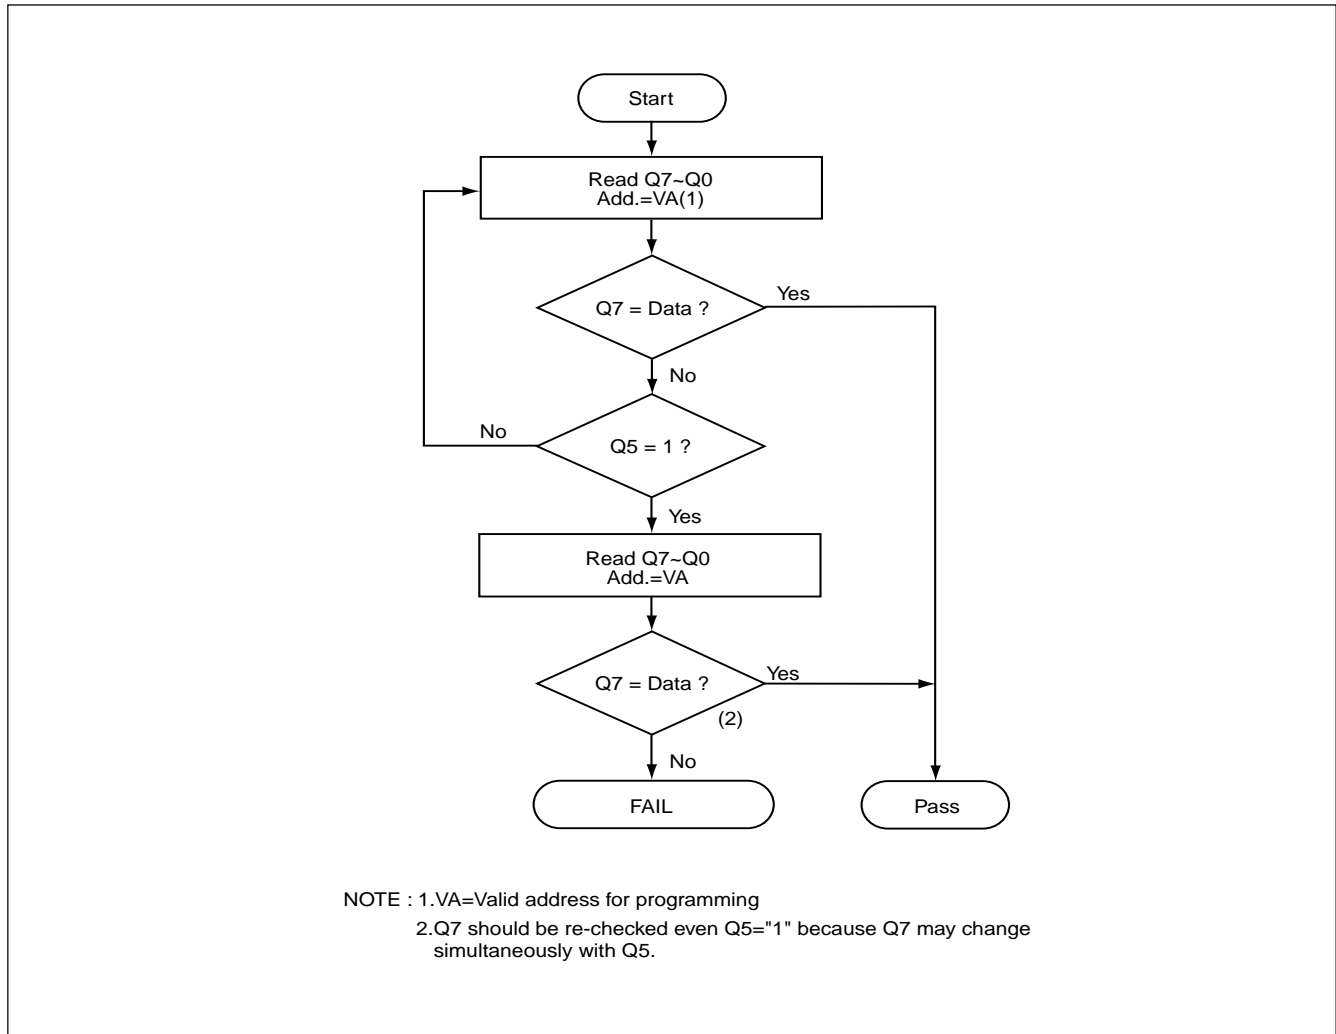 Start
Read Q7~Q0
Add.=VA(1)
Q7 = Data ?
Yes
No
Q5 = 1 ?
No
Yes
Read Q7~Q0
Add.=VA
Q7 = Data ?
Yes
(2)
No
FAIL
Pass
NOTE : 1.VA=Valid address for programming
2.Q7 should be re-checked even Q5="1" because Q7 may change
simultaneously with Q5.